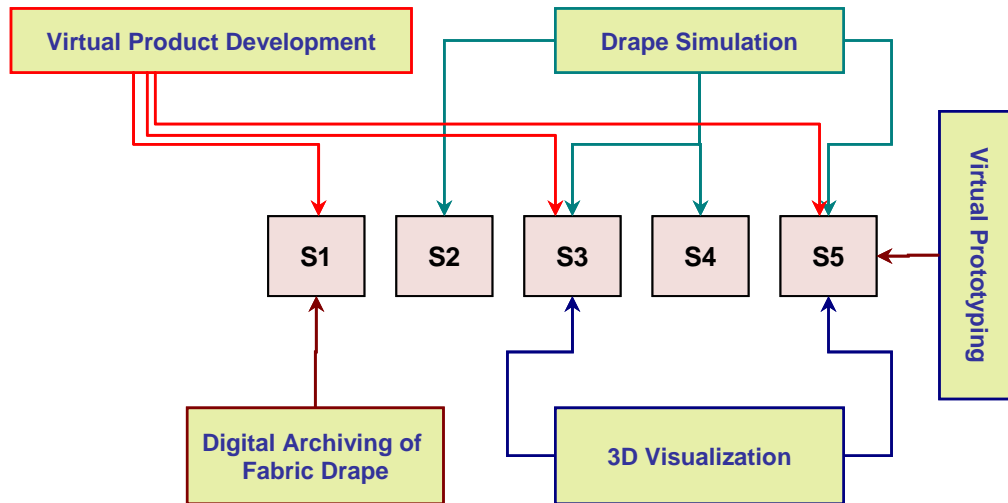 Virtual Product Development
Drape Simulation
Virtual Prototyping
S1
S2
S3
S4
S5
Digital Archiving of
Fabric Drape
3D Visualization